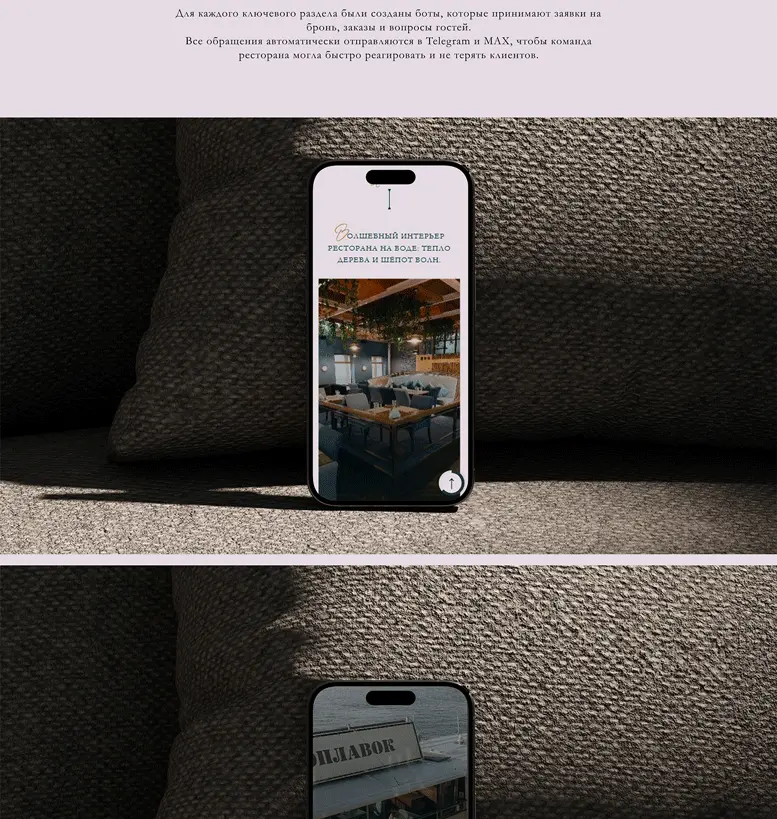 Для каждого ключевого раздела были созданы боты, которые принимают заявки на
бронь, заказы и вопросы гостей.
Все обращения автоматически отправляются в Telegram и MAX, чтобы команда
ресторана могла быстро реагировать и не терять клиентов.
ВОЛШЕБНЫЙ ИНТЕРЬЕР
РЕСТОРАНА НА ВОДЕ: ТЕПЛО
ДЕРЕВА И ШЁПОТ ВОЛН.
ОПЛАВОК